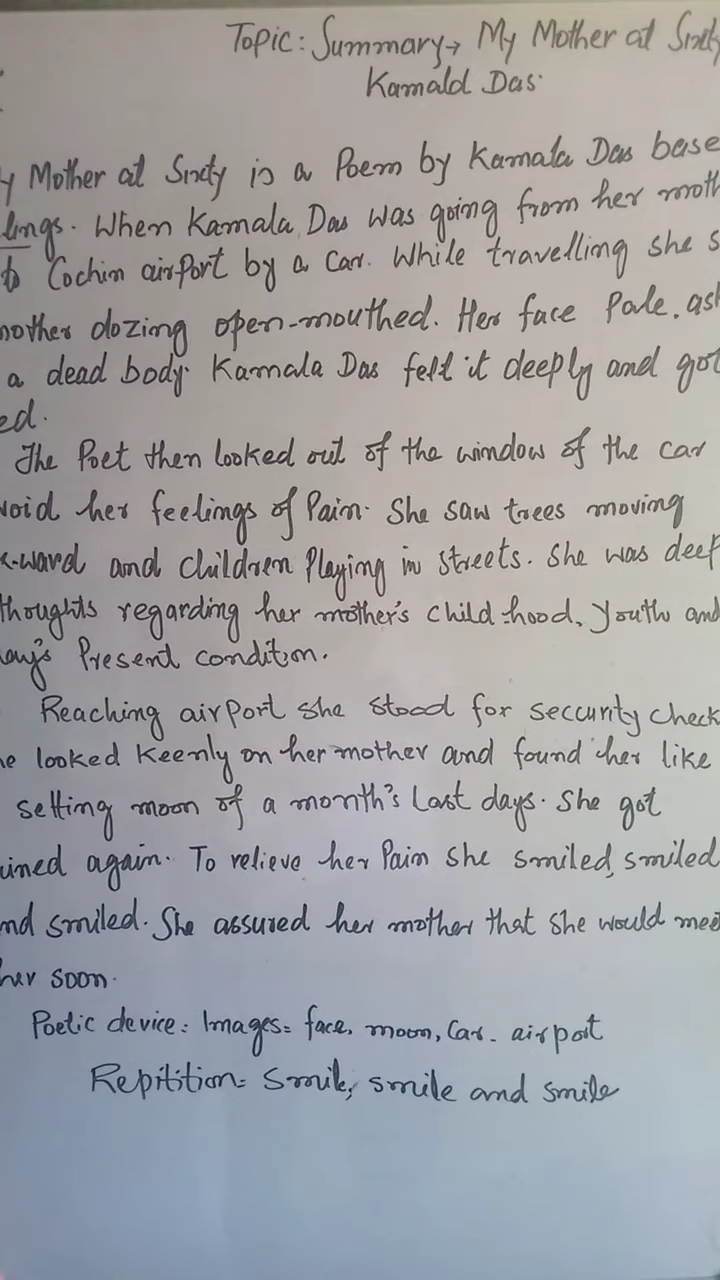 Topic: Summary→ My Mother at Sixty
Kamald Das.
y Mother at Sixty is a Poem by Kamala Das base
lings. When Kamala Das was going from her moth
to Cochin airport by a Car. While travelling she s
nother dozing open-mouthed. Her face Pale, ash
a dead body. Kamala Das felt it deeply and got
ed.
The Poet then looked out of the window of the car
void her feelings of Pain. She saw trees moving
k-ward and children Playing in streets. She was deep
thoughts regarding her mother's child-hood, Youth and
day's Present condition.
Reaching airport she stood for seccurity check
he looked keenly on her mother and found her like
setting moon of a month's last days. She got
ined again. To relieve her Pain she smiled, smiled
nd smiled. She assured her mother that she would meet
her soon.
Poetic device: Images= face, moon, Car. airport
Repitition= Smile, smile and smile